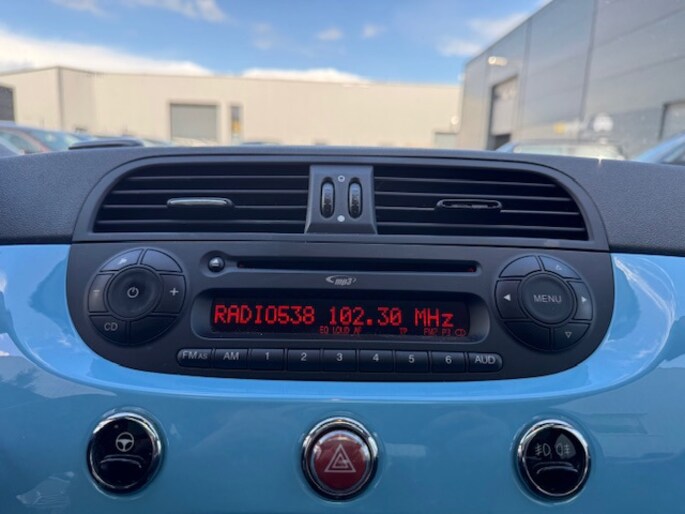 mp3
RADIO538 102.30 MHz
EQ LOUD AF TP
CD
MENU
FM AS AM 1 2 3 4 5 6 AUD